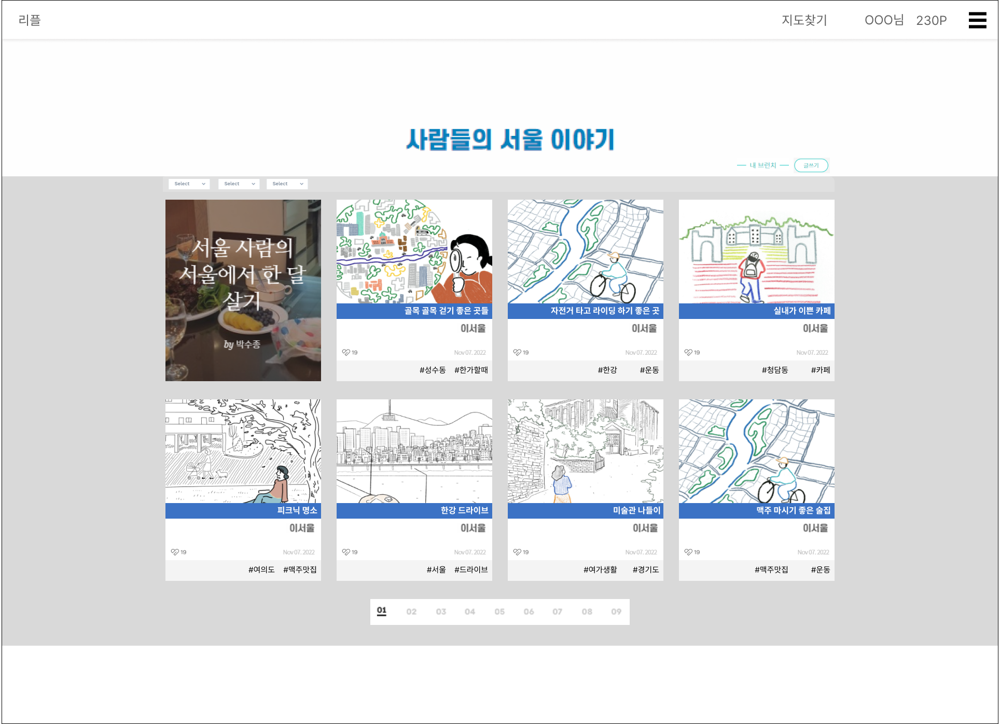 리플
지도찾기 OOO님 230P
사람들의 서울 이야기
내 브런치 글쓰기
Select Select Select
서울 사람의
서울에서 한 달
살기
by 박수종
골목 골목 걷기 좋은 곳들
이서울
19 Nov 07. 2022
#성수동 #한가할때
자전거 타고 라이딩 하기 좋은 곳
이서울
19 Nov 07. 2022
#한강 #운동
실내가 이쁜 카페
이서울
19 Nov 07. 2022
#청담동 #카페
피크닉 명소
이서울
19 Nov 07. 2022
#여의도 #맥주맛집
한강 드라이브
이서울
19 Nov 07. 2022
#서울 #드라이브
미술관 나들이
이서울
19 Nov 07. 2022
#여가생활 #경기도
맥주 마시기 좋은 술집
이서울
19 Nov 07. 2022
#맥주맛집 #운동
01 02 03 04 05 06 07 08 09